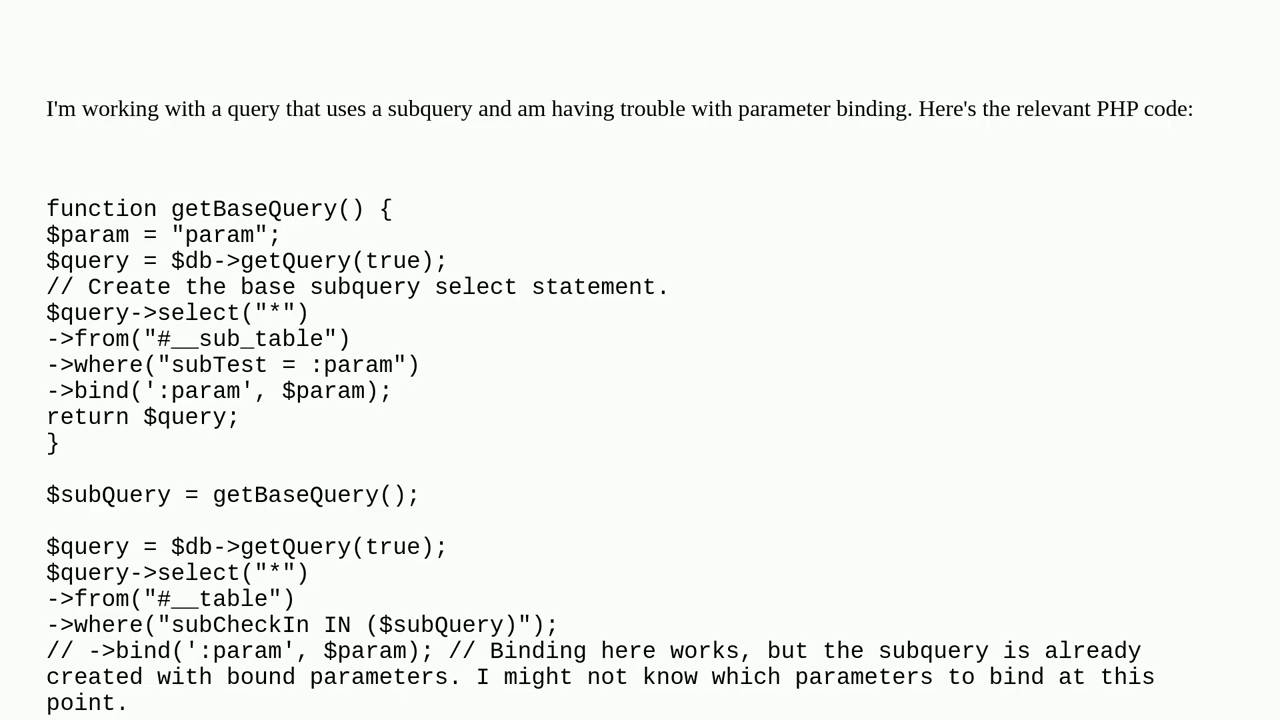 I'm working with a query that uses a subquery and am having trouble with parameter binding. Here's the relevant PHP code:
function getBaseQuery() {
$param = "param";
$query = $db->getQuery(true);
// Create the base subquery select statement.
$query->select("*")
->from("#__sub_table")
->where("subTest = :param")
->bind(':param', $param);
return $query;
}
$subQuery = getBaseQuery();
$query = $db->getQuery(true);
$query->select("*")
->from("#__table")
->where("subCheckIn IN ($subQuery)");
// ->bind(':param', $param); // Binding here works, but the subquery is already
created with bound parameters. I might not know which parameters to bind at this
point.